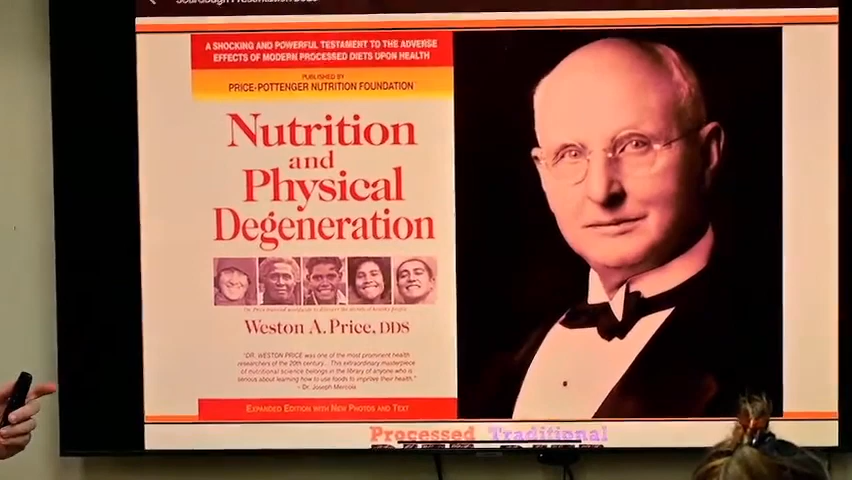 Sourdough Presentation 2025
A SHOCKING AND POWERFUL TESTAMENT TO THE ADVERSE
EFFECTS OF MODERN PROCESSED DIETS UPON HEALTH
PUBLISHED BY
PRICE-POTTENGER NUTRITION FOUNDATION
Nutrition
and
Physical
Degeneration
Weston A. Price, DDS
"DR. WESTON PRICE was one of the most prominent health
researchers of the 20th century... This extraordinary masterpiece
of nutritional science belongs in the library of anyone who is
serious about learning how to use foods to improve their health."
– Dr. Joseph Mercola
EXPANDED EDITION WITH NEW PHOTOS AND TEXT
Processed Traditional